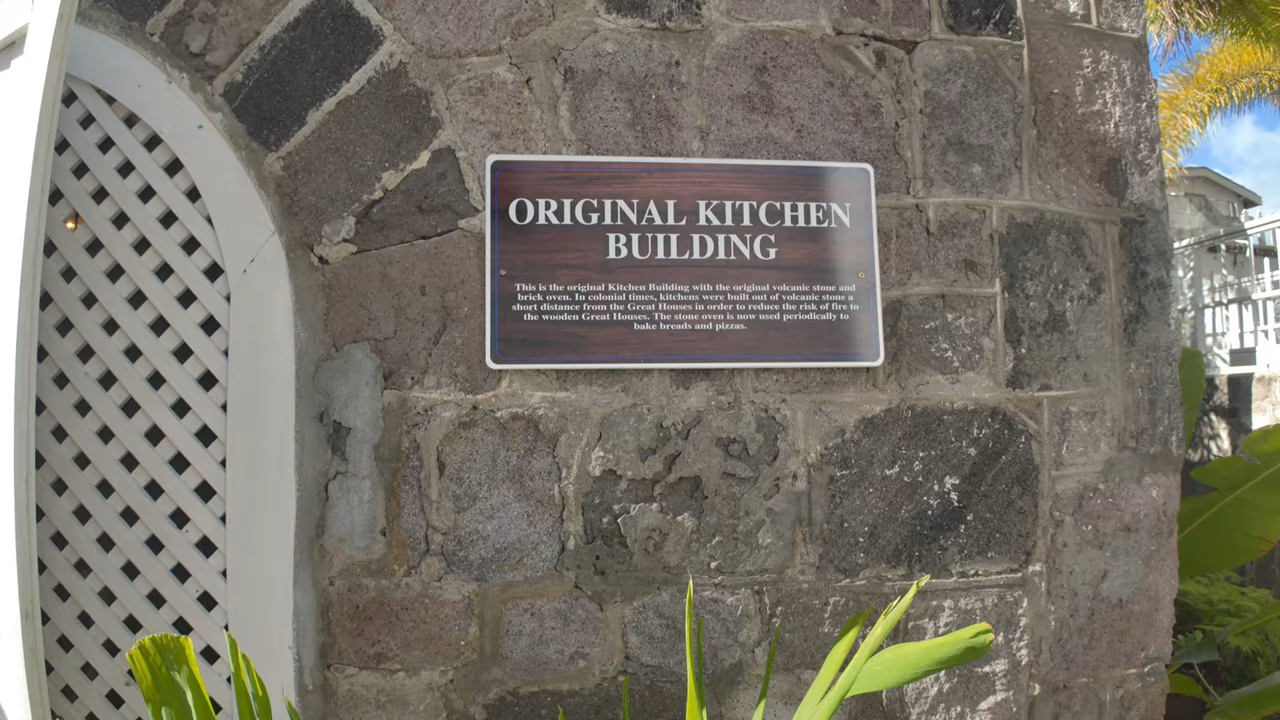 ORIGINAL KITCHEN
BUILDING
This is the original Kitchen Building with the original volcanic stone and
brick oven. In colonial times, kitchens were built out of volcanic stone a
short distance from the Great Houses in order to reduce the risk of fire to
the wooden Great Houses. The stone oven is now used periodically to
bake breads and pizzas.